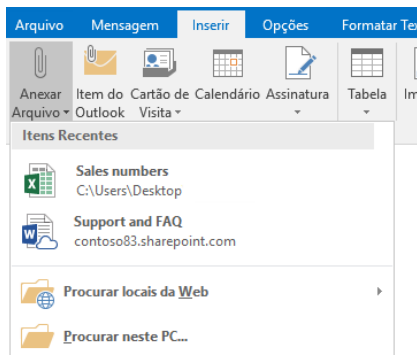 Arquivo Mensagem Inserir Opções Formatar Te
Anexar Item do Cartão de Calendário Assinatura Tabela Im
Arquivo Outlook Visita
Itens Recentes
Sales numbers
C:\Users\Desktop
Support and FAQ
contoso83.sharepoint.com
Procurar locais da Web
Procurar neste PC...